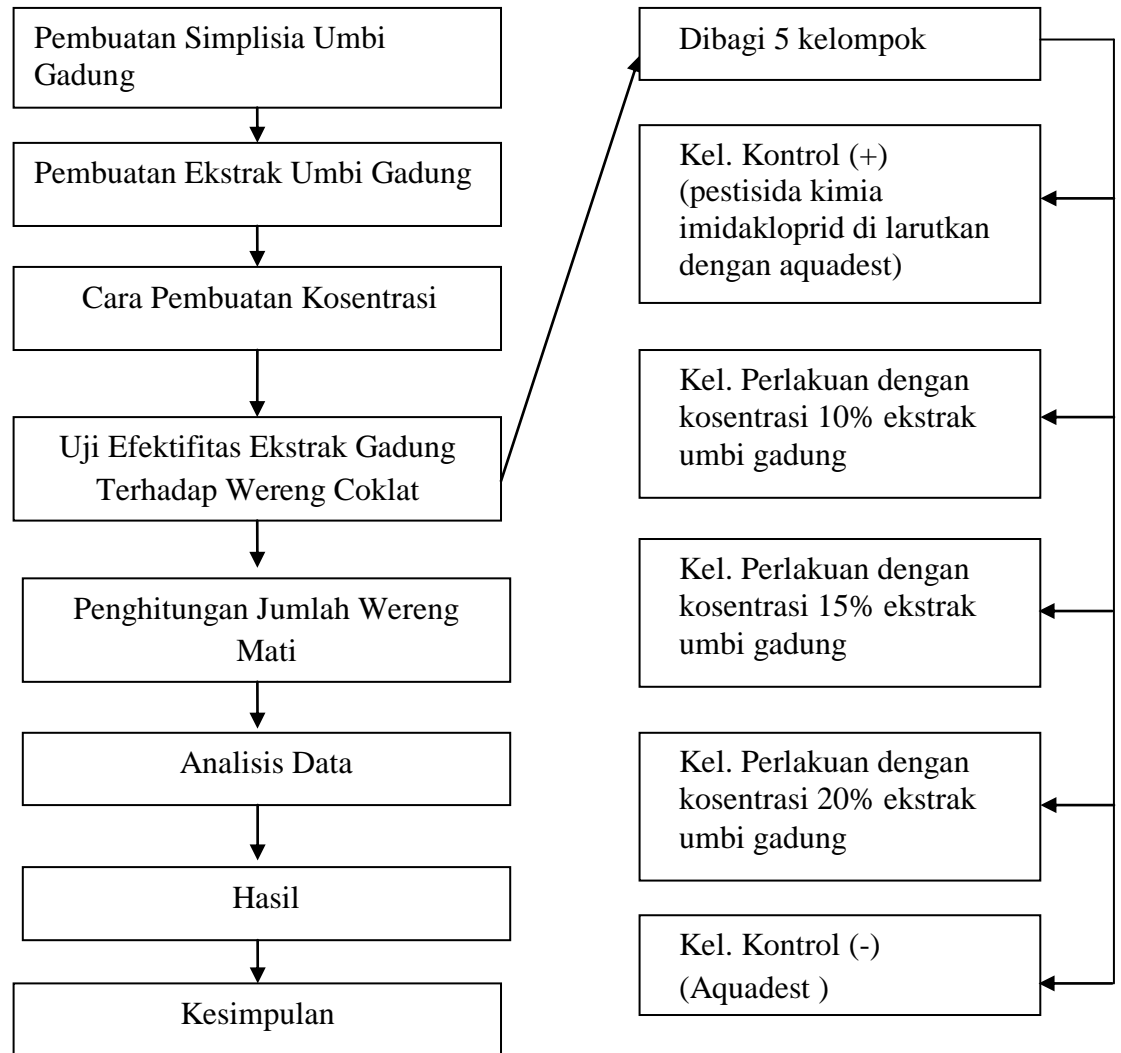 Pembuatan Simplisia Umbi
Gadung
Pembuatan Ekstrak Umbi Gadung
Cara Pembuatan Kosentrasi
Uji Efektifitas Ekstrak Gadung
Terhadap Wereng Coklat
Penghitungan Jumlah Wereng
Mati
Analisis Data
Hasil
Kesimpulan
Dibagi 5 kelompok
Kel. Kontrol (+)
(pestisida kimia
imidakloprid di larutkan
dengan aquadest)
Kel. Perlakuan dengan
kosentrasi 10% ekstrak
umbi gadung
Kel. Perlakuan dengan
kosentrasi 15% ekstrak
umbi gadung
Kel. Perlakuan dengan
kosentrasi 20% ekstrak
umbi gadung
Kel. Kontrol (-)
(Aquadest )